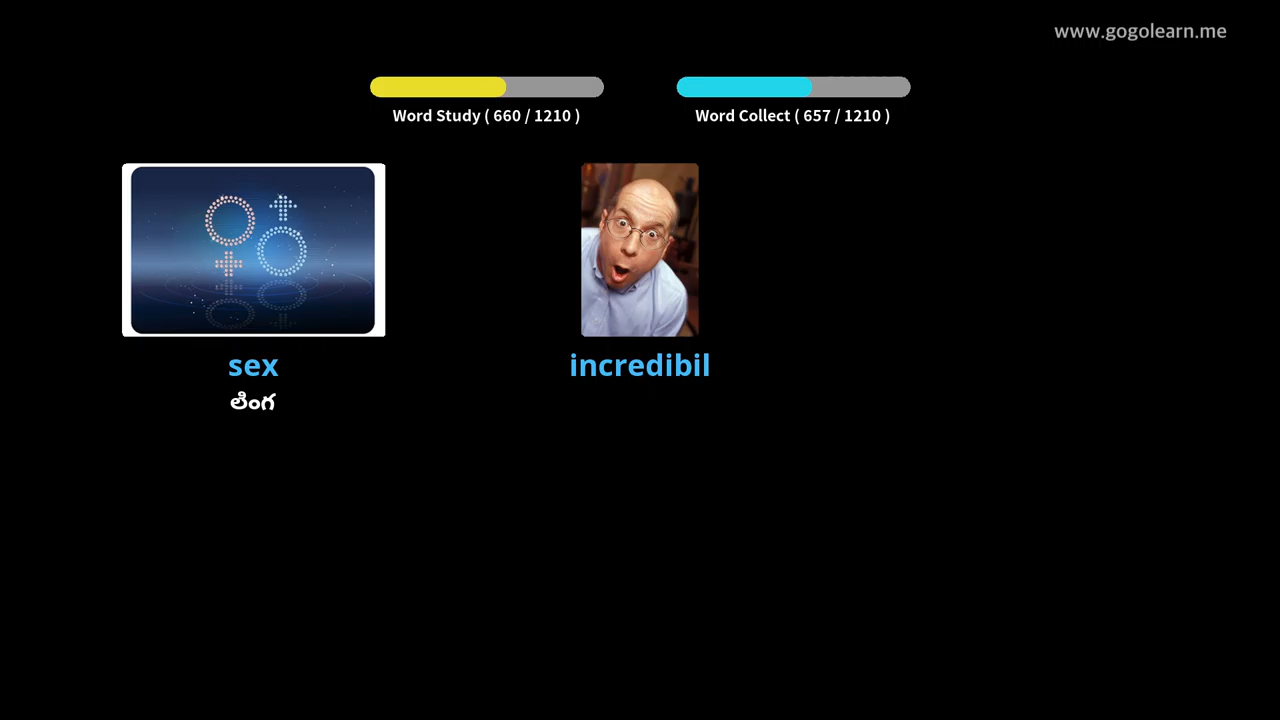 www.gogolearn.me
Word Study ( 660 / 1210 )
Word Collect ( 657 / 1210 )
sex
ಲಿಂಗ
incredibil